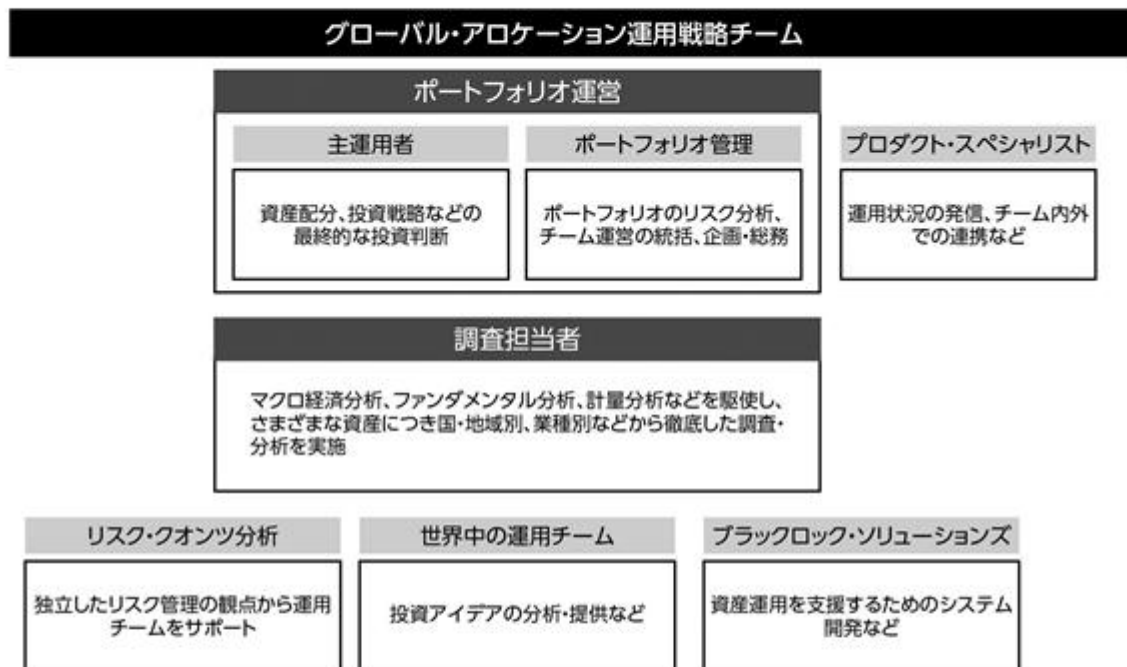 グローバル・アロケーション運用戦略チーム
ポートフォリオ運営
主運用者
資産配分、投資戦略などの
最終的な投資判断
ポートフォリオ管理
ポートフォリオのリスク分析、
チーム運営の統括、企画・総務
プロダクト・スペシャリスト
運用状況の発信、チーム内外
での連携など
調査担当者
マクロ経済分析、ファンダメンタル分析、計量分析などを駆使し、
さまざまな資産につき国・地域別、業種別などから徹底した調査・
分析を実施
リスク・クオンツ分析
独立したリスク管理の観点から運用
チームをサポート
世界中の運用チーム
投資アイデアの分析・提供など
ブラックロック・ソリューションズ
資産運用を支援するためのシステム
開発など